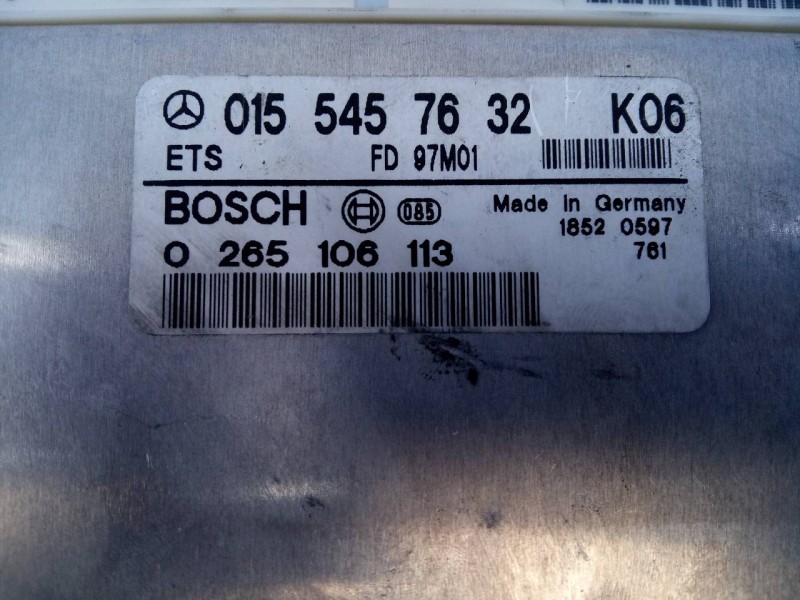 015 545 76 32 K06
ETS FD 97M01
BOSCH 085 Made in Germany
1852 0597
0 265 106 113 761